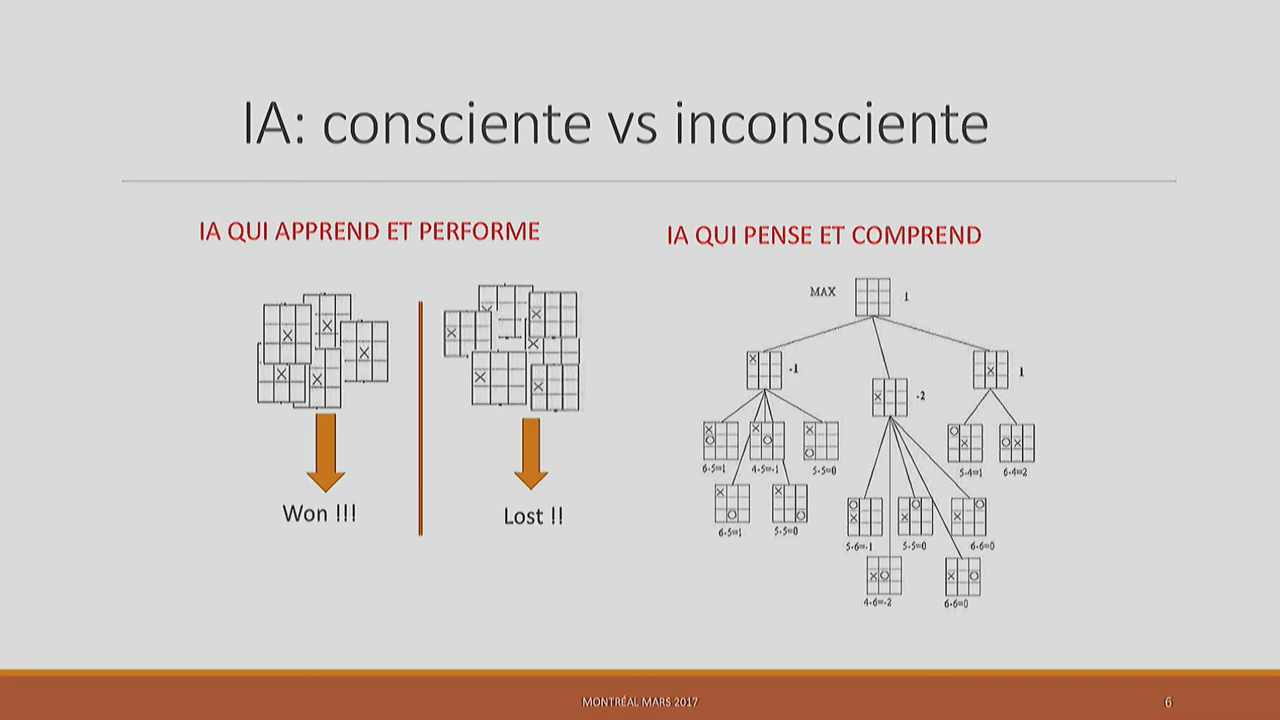 IA: consciente vs inconsciente
IA QUI APPREND ET PERFORME
Won !!!
Lost !!
IA QUI PENSE ET COMPREND
MAX
1
-1
-2
1
6-5=1
4-5=-1
5-5=0
5-4=1
6-4=2
6-5=1
5-5=0
5-6=-1
5-5=0
6-6=0
4-6=-2
6-6=0
MONTRÉAL MARS 2017
6